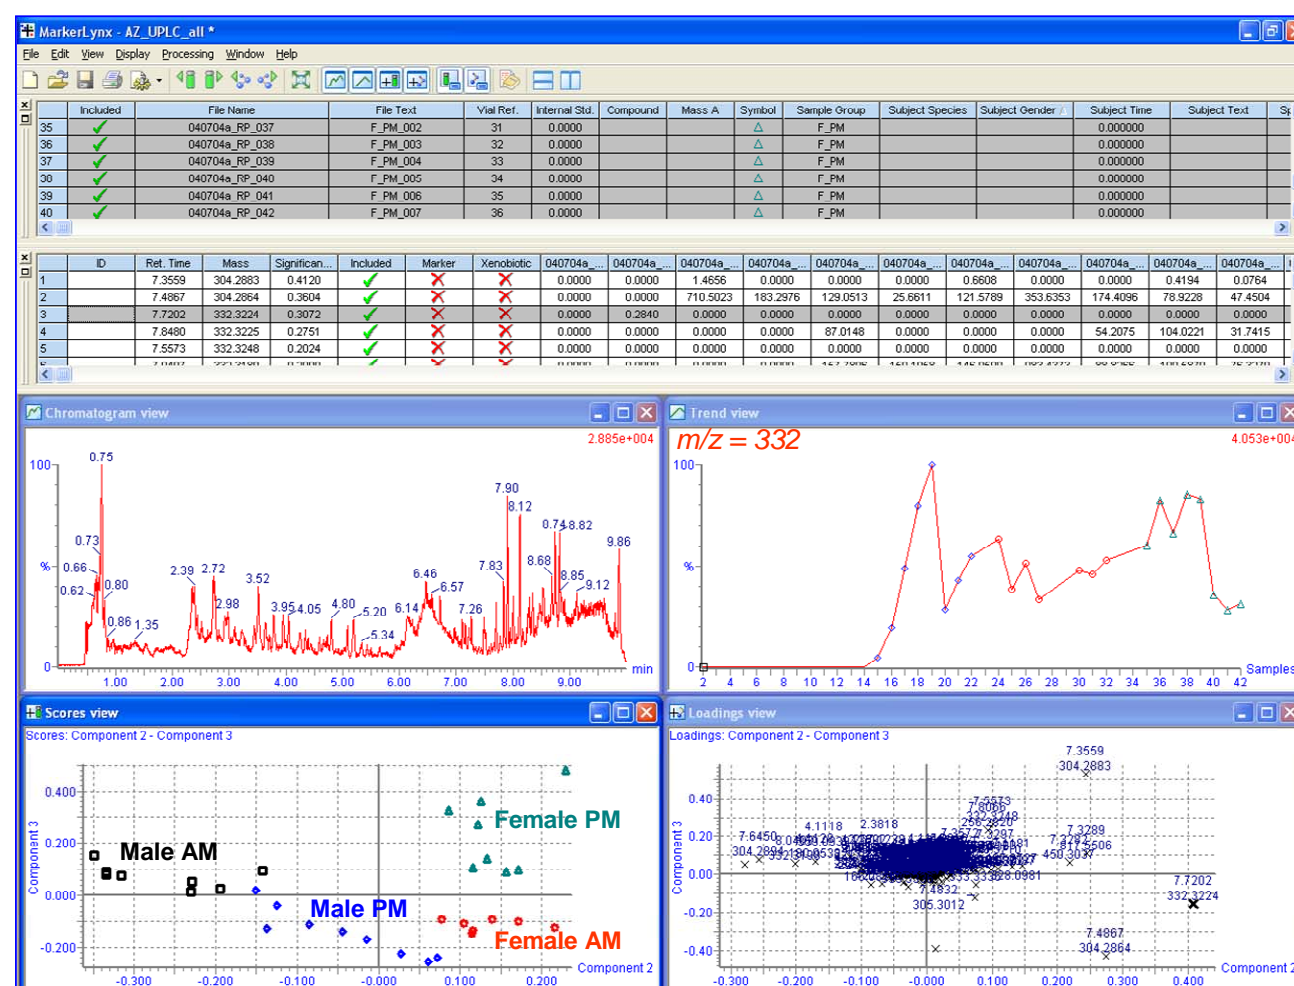 MarkerLynx - AZ_UPLC_all *
File Edit View Display Processing Window Help
Included File Name File Text Vial Ref. Internal Std. Compound Mass A Symbol Sample Group Subject Species Subject Gender Subject Time Subject Text
35 040704a_RP_037 F_PM_002 31 0.0000 F_PM 0.000000
36 040704a_RP_038 F_PM_003 32 0.0000 F_PM 0.000000
37 040704a_RP_039 F_PM_004 33 0.0000 F_PM 0.000000
38 040704a_RP_040 F_PM_005 34 0.0000 F_PM 0.000000
39 040704a_RP_041 F_PM_006 35 0.0000 F_PM 0.000000
40 040704a_RP_042 F_PM_007 36 0.0000 F_PM 0.000000
ID Ret. Time Mass Significan... Included Marker Xenobiotic 040704a_... 040704a_... 040704a_... 040704a_... 040704a_... 040704a_... 040704a_... 040704a_... 040704a_... 040704a_... 040704a_...
1 7.3559 304.2883 0.4120 0.0000 0.0000 1.4656 0.0000 0.0000 0.0000 0.6608 0.0000 0.0000 0.4194 0.0764
2 7.4867 304.2864 0.3604 0.0000 0.0000 710.5023 183.2976 129.0513 25.6611 121.5789 353.6353 174.4096 78.9228 47.4504
3 7.7202 332.3224 0.3072 0.0000 0.2840 0.0000 0.0000 0.0000 0.0000 0.0000 0.0000 0.0000 0.0000 0.0000
4 7.8480 332.3225 0.2751 0.0000 0.0000 0.0000 0.0000 87.0148 0.0000 0.0000 0.0000 54.2075 104.0221 31.7415
5 7.5573 332.3248 0.2024 0.0000 0.0000 0.0000 0.0000 0.0000 0.0000 0.0000 0.0000 0.0000 0.0000 0.0000
Chromatogram view
2.885e+004
100
%
0
0.75
0.73
0.66
0.62
0.80
0.86
1.35
2.39
2.72
2.98
3.52
3.95
4.05
4.80
5.20
5.34
6.14
6.46
6.57
7.26
7.83
7.90
8.12
8.68
8.74
8.82
8.85
9.12
9.86
min
1.00 2.00 3.00 4.00 5.00 6.00 7.00 8.00 9.00
Trend view
m/z = 332
4.053e+004
100
%
0
Samples
2 4 6 8 10 12 14 16 18 20 22 24 26 28 30 32 34 36 38 40 42
Scores view
Scores: Component 2 - Component 3
Component 3
0.400
0.200
0.000
-0.200
Female PM
Male AM
Male PM
Female AM
Component 2
-0.300 -0.200 -0.100 -0.000 0.100 0.200
Loadings view
Loadings: Component 2 - Component 3
Component 3
0.40
0.20
0.00
-0.20
-0.40
7.3559
304.2883
7.5573
332.3248
4.1118
2.3818
7.6450
304.2894
7.3289
450.3037
7.7202
332.3224
7.4832
305.3012
7.4867
304.2864
Component 2
-0.300 -0.200 -0.100 -0.000 0.100 0.200 0.300 0.400